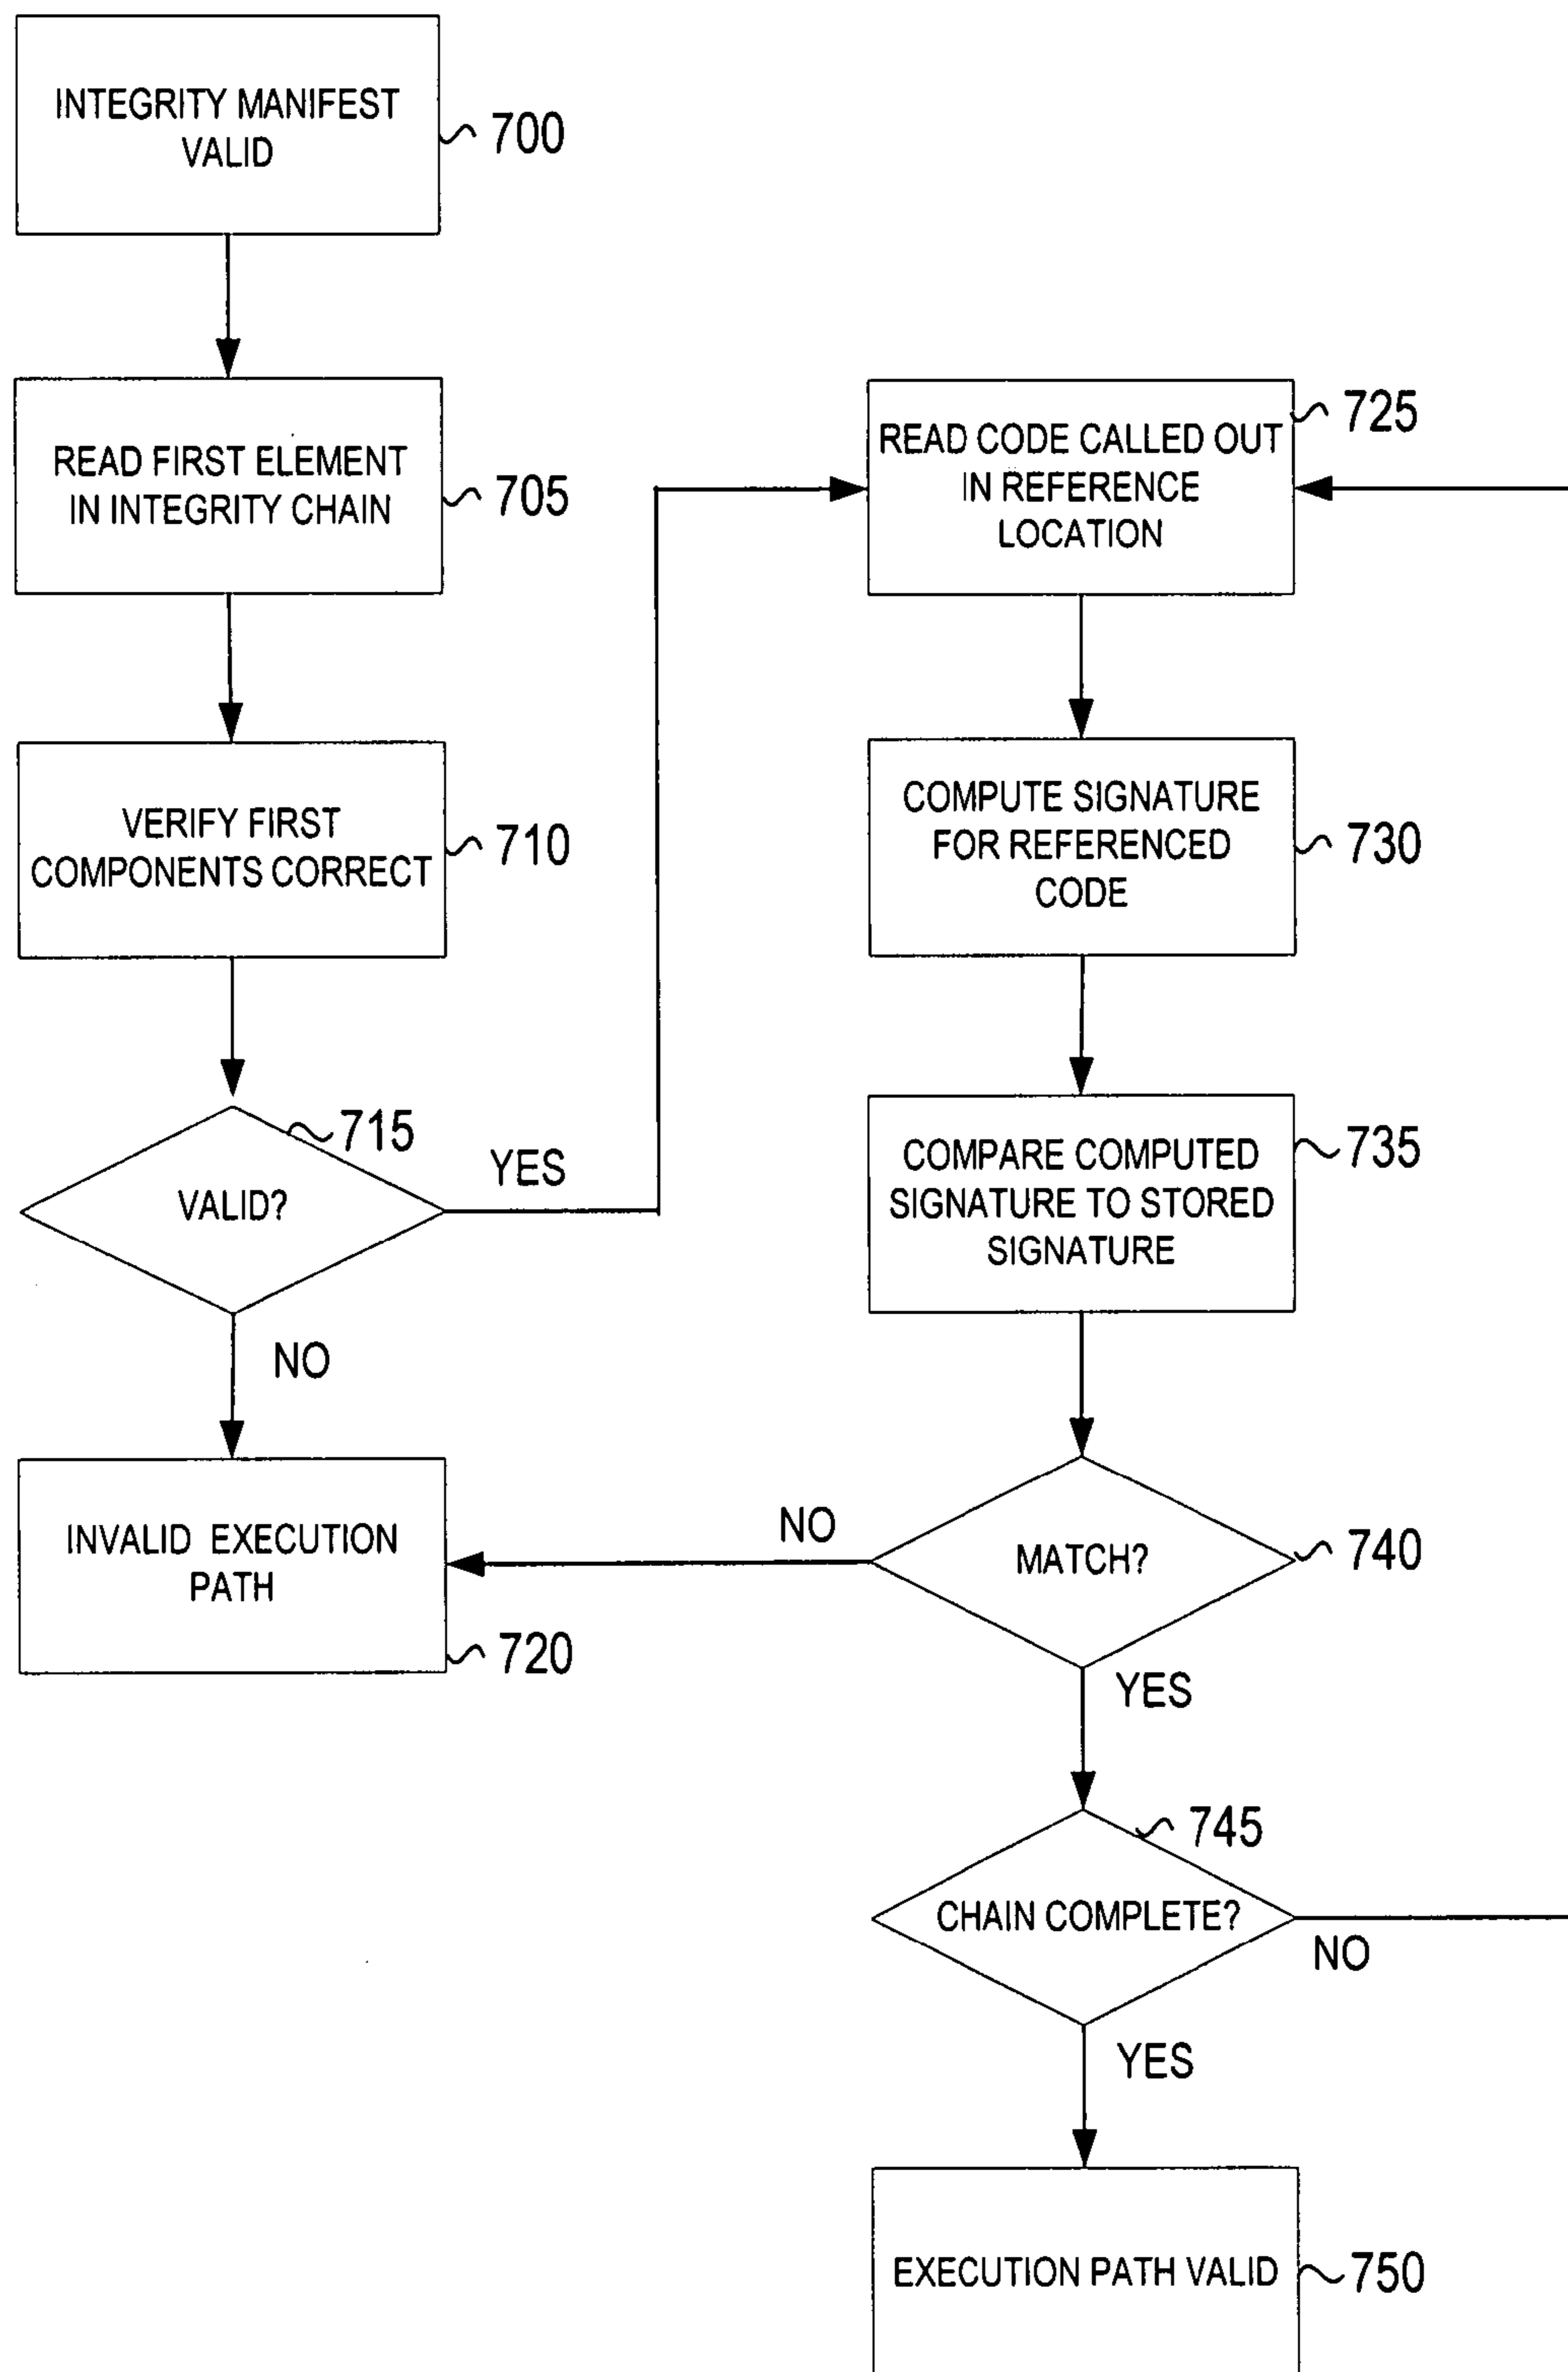 INTEGRITY MANIFEST
VALID
700
READ FIRST ELEMENT
IN INTEGRITY CHAIN
705
VERIFY FIRST
COMPONENTS CORRECT
710
715
VALID?
YES
NO
INVALID EXECUTION
PATH
720
725
READ CODE CALLED OUT
IN REFERENCE
LOCATION
COMPUTE SIGNATURE
FOR REFERENCED
CODE
730
COMPARE COMPUTED
SIGNATURE TO STORED
SIGNATURE
735
NO
MATCH?
740
YES
745
CHAIN COMPLETE?
NO
YES
EXECUTION PATH VALID
750